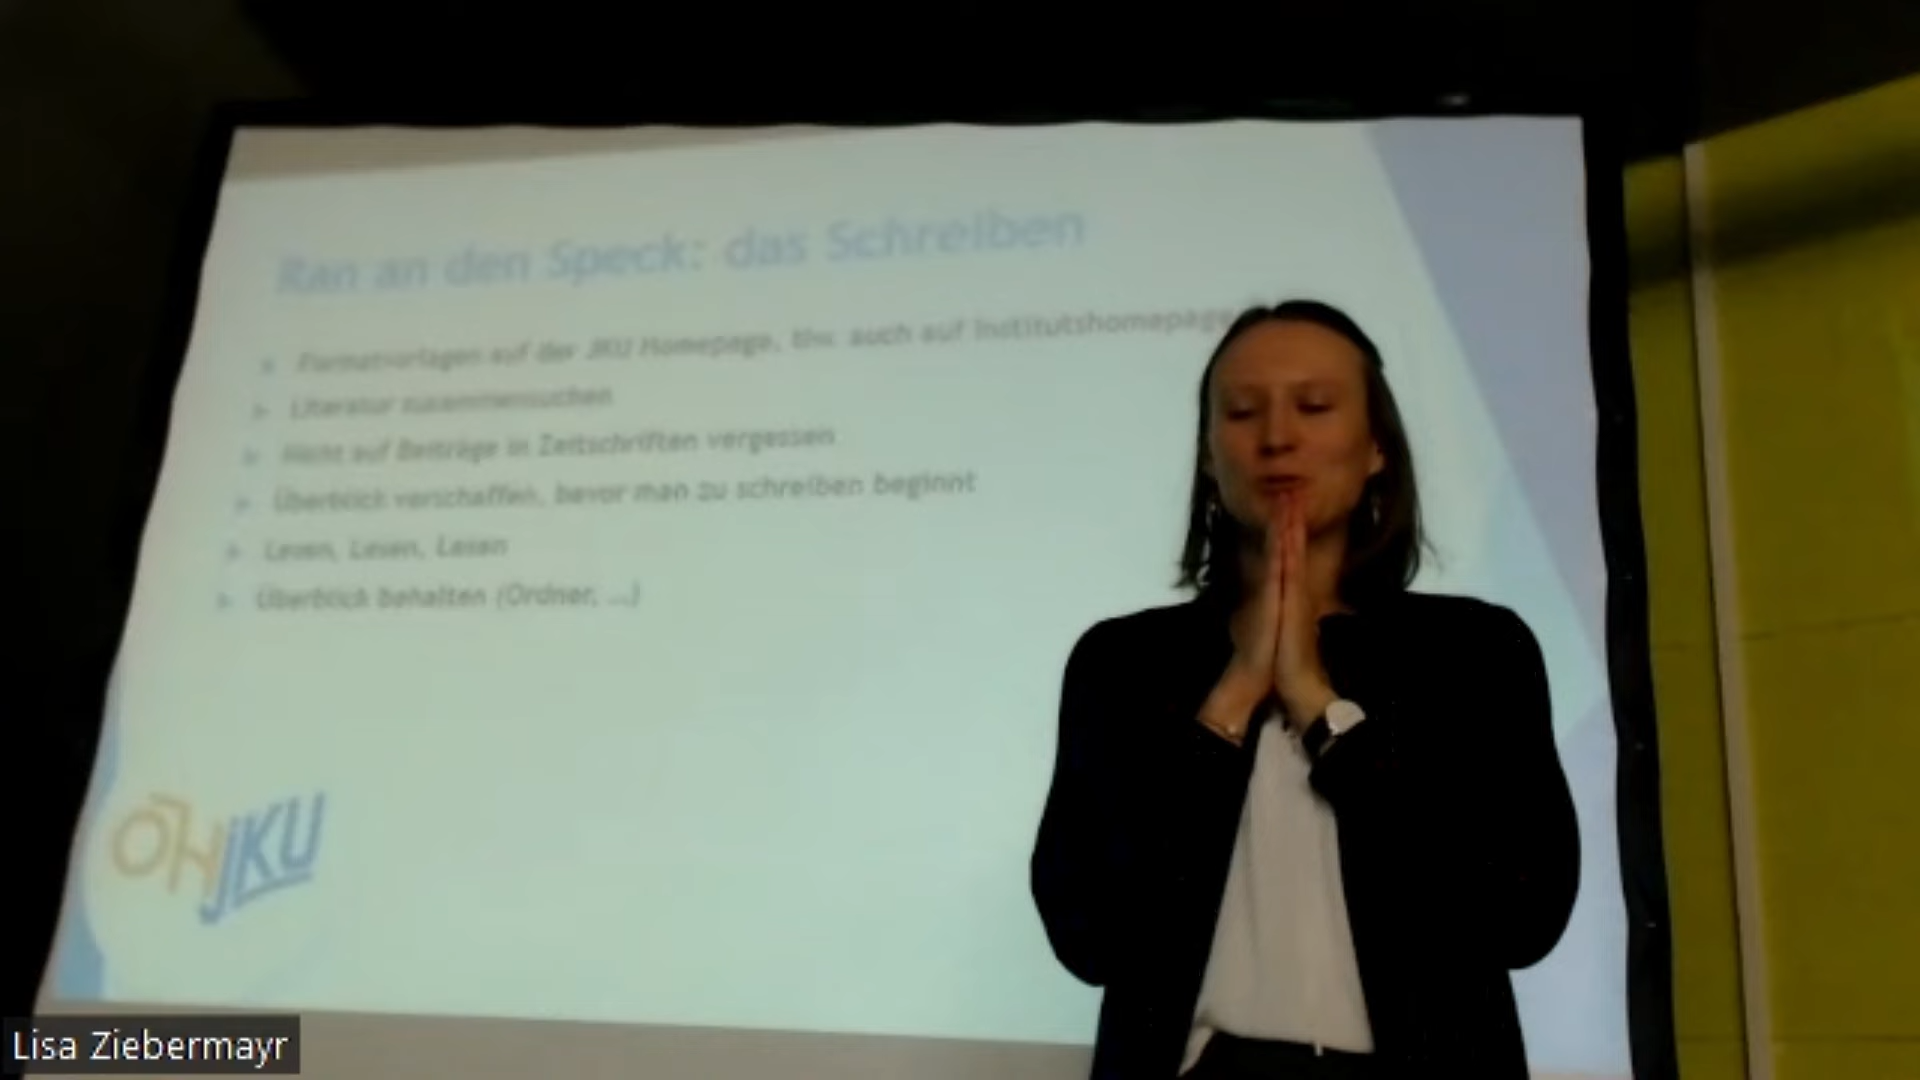 Ran an den Speck: das Schreiben
Formatvorlagen auf der JKU Homepage, tlw. auch auf Institutshomepage
Literatur zusammensuchen
Nicht auf Beiträge in Zeitschriften vergessen
Überblick verschaffen, bevor man zu schreiben beginnt
Lesen, Lesen, Lesen
Überblick behalten (Ordner, ...)
ÖH JKU
Lisa Ziebermayr